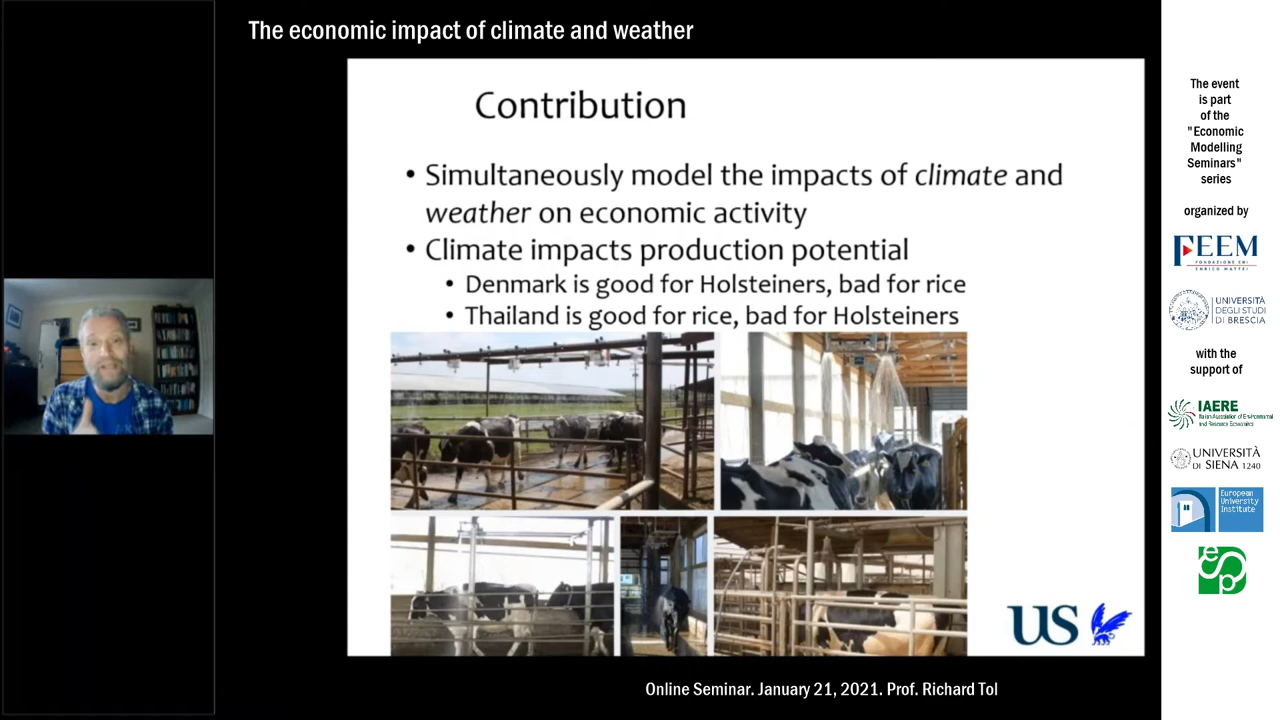 The economic impact of climate and weather
Contribution
• Simultaneously model the impacts of climate and
weather on economic activity
• Climate impacts production potential
• Denmark is good for Holsteiners, bad for rice
• Thailand is good for rice, bad for Holsteiners
US
Online Seminar. January 21, 2021. Prof. Richard Tol
The event
is part
of the
"Economic
Modelling
Seminars"
series
organized by
FEEM
FONDAZIONE ENI
ENRICO MATTEI
UNIVERSITÀ
DEGLI STUDI
DI BRESCIA
with the
support of
IAERE
Italian Association of Environmental
and Resource Economics
UNIVERSITÀ
DI SIENA 1240
European
University
Institute
esp